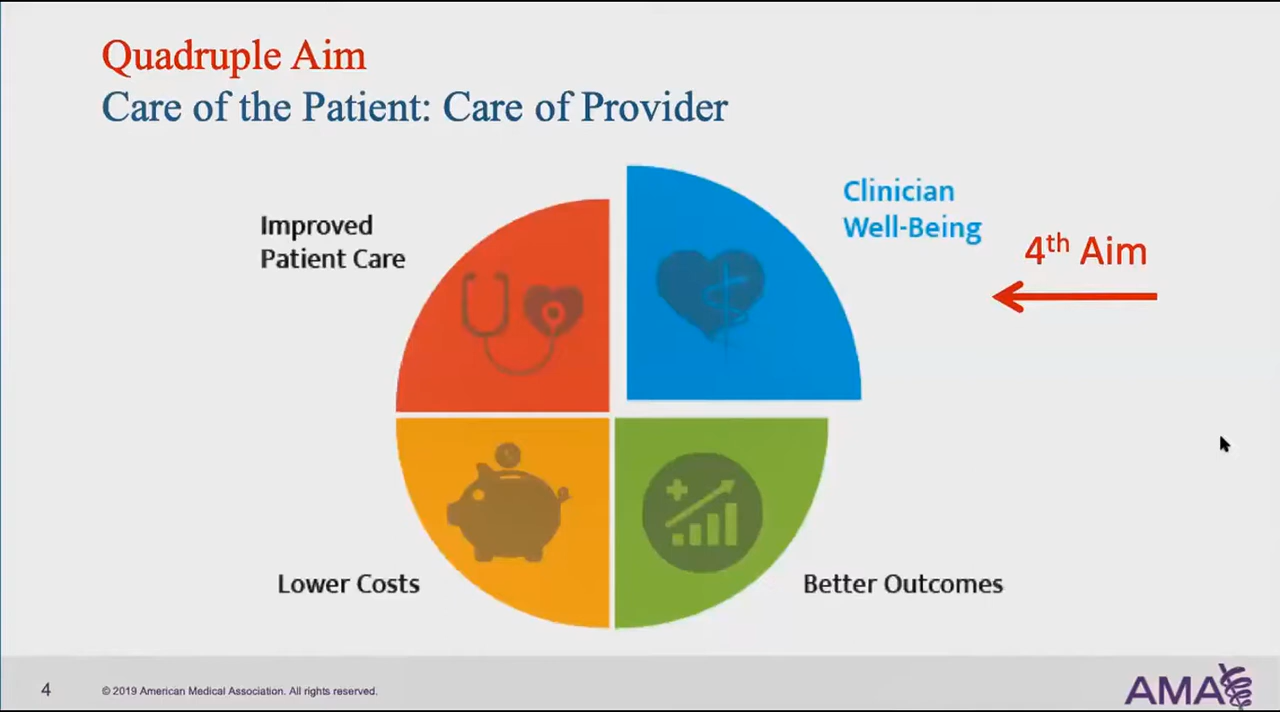 Quadruple Aim
Care of the Patient: Care of Provider
Improved
Patient Care
Clinician
Well-Being
4th Aim
Lower Costs
Better Outcomes
4
© 2019 American Medical Association. All rights reserved.
AMA